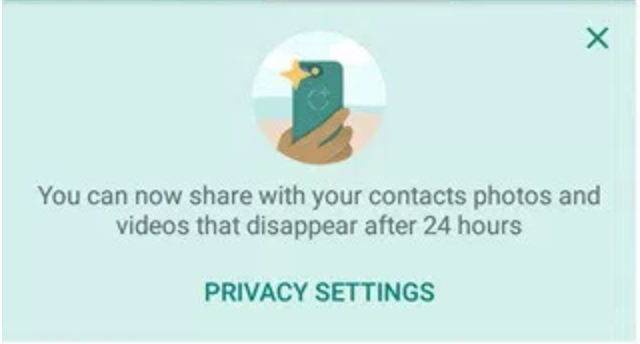 You can now share with your contacts photos and
videos that disappear after 24 hours
PRIVACY SETTINGS